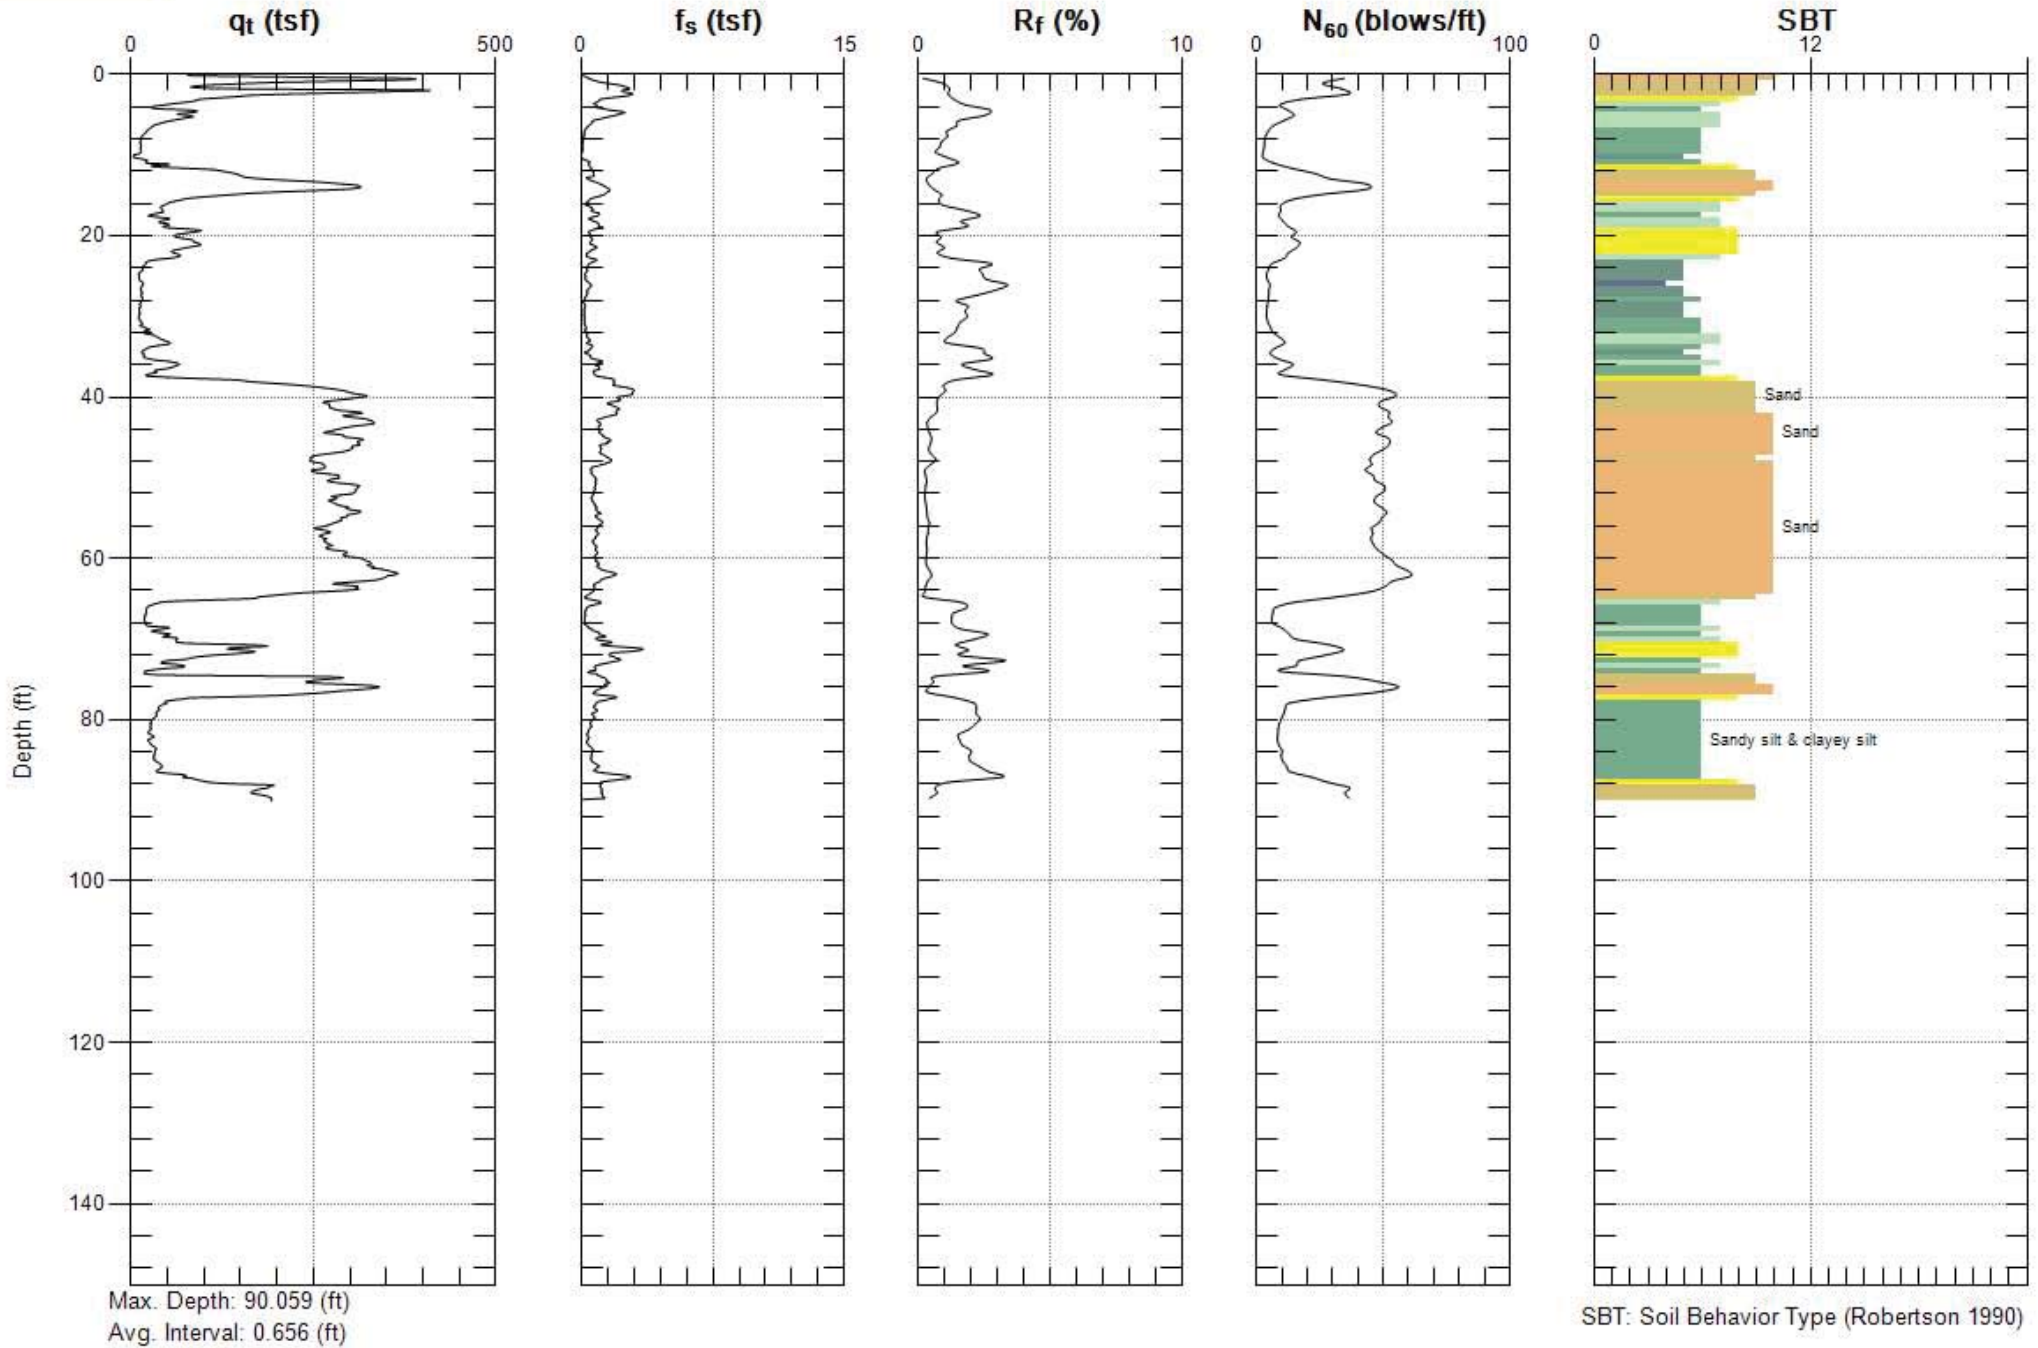 qt (tsf)
fs (tsf)
Rf (%)
N60 (blows/ft)
SBT
0 500
0 15
0 10
0 100
0 12
0
20
40
60
80
100
120
140
Depth (ft)
Sand
Sand
Sand
Sandy silt & clayey silt
Max. Depth: 90.059 (ft)
Avg. Interval: 0.656 (ft)
SBT: Soil Behavior Type (Robertson 1990)